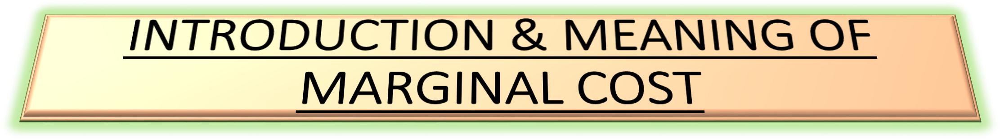 INTRODUCTION & MEANING OF
MARGINAL COST